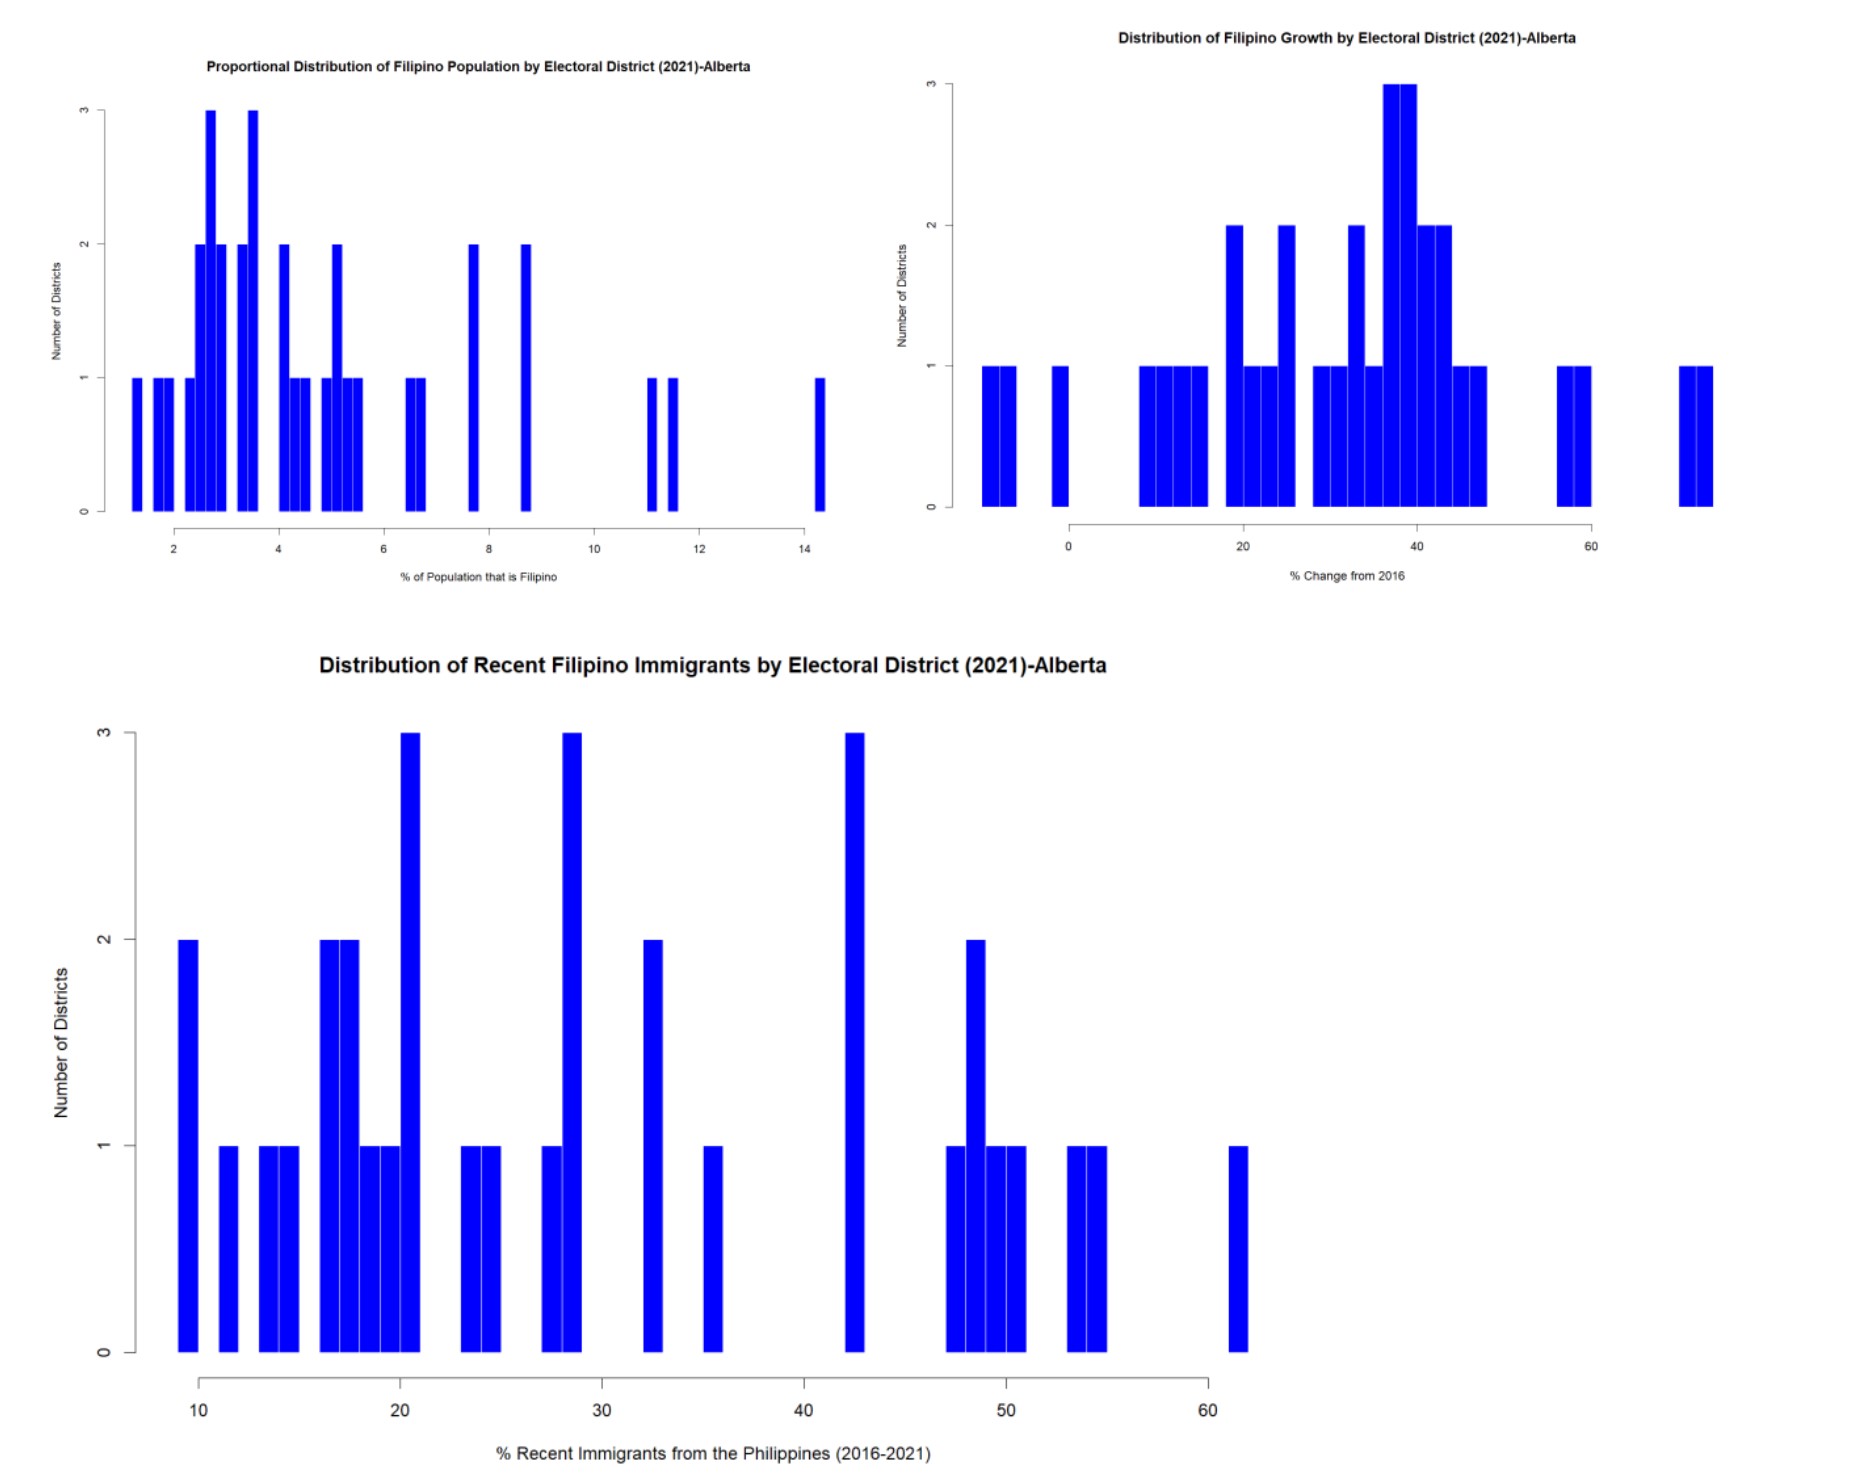 Proportional Distribution of Filipino Population by Electoral District (2021)-Alberta
Number of Districts
3
2
1
0
2 4 6 8 10 12 14
% of Population that is Filipino
Distribution of Filipino Growth by Electoral District (2021)-Alberta
Number of Districts
3
2
1
0
0 20 40 60
% Change from 2016
Distribution of Recent Filipino Immigrants by Electoral District (2021)-Alberta
Number of Districts
3
2
1
0
10 20 30 40 50 60
% Recent Immigrants from the Philippines (2016-2021)